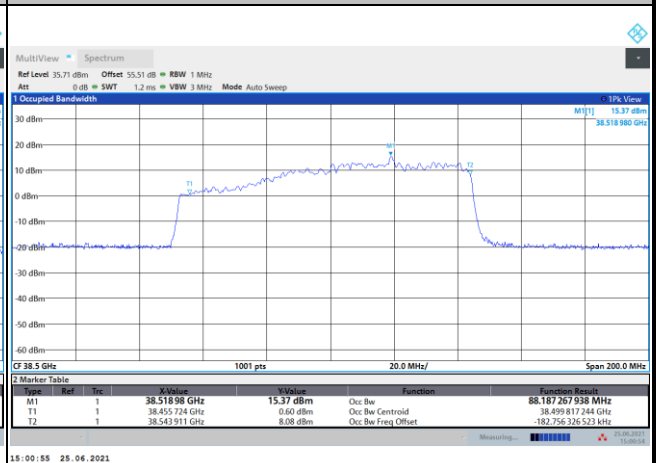 MultiView Spectrum
Ref Level 35.71 dBm Offset 55.51 dB RBW 1 MHz
Att 0 dB SWT 1.2 ms VBW 3 MHz Mode Auto Sweep
1 Occupied Bandwidth 1Pk View
M1[1] 15.37 dBm
38.518 980 GHz
30 dBm
20 dBm
M1
T2
10 dBm
T1
0 dBm
-10 dBm
-20 dBm
-30 dBm
-40 dBm
-50 dBm
-60 dBm
CF 38.5 GHz 1001 pts 20.0 MHz/ Span 200.0 MHz
2 Marker Table
Type Ref Trc X-Value Y-Value Function Function Result
M1 1 38.518 98 GHz 15.37 dBm Occ Bw 88.187 267 938 MHz
T1 1 38.455 724 GHz 0.60 dBm Occ Bw Centroid 38.499 817 244 GHz
T2 1 38.543 911 GHz 8.08 dBm Occ Bw Freq Offset -182.756 326 523 kHz
Measuring... 25.06.2021
15:00:54
15:00:55 25.06.2021